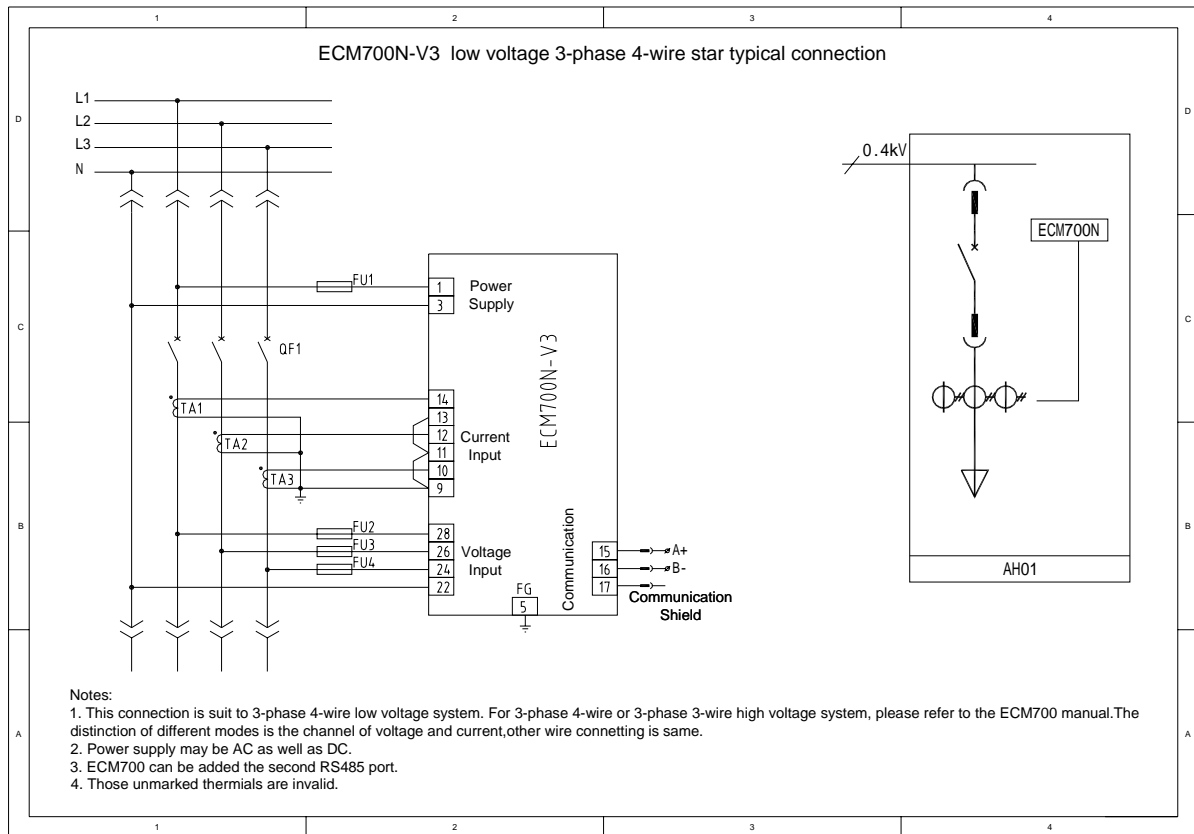 1 2 3 4
ECM700N-V3 low voltage 3-phase 4-wire star typical connection
L1
L2
L3
N
D
D
0.4kV
ECM700N
FU1
1
3
Power
Supply
C
C
QF1
ECM700N-V3
TA1
TA2
TA3
14
13
12
11
10
9
Current
Input
FU2
FU3
FU4
28
26
24
22
Voltage
Input
B
B
Communication
15
16
17
A+
B-
Communication
Shield
FG
5
AH01
Notes:
1. This connection is suit to 3-phase 4-wire low voltage system. For 3-phase 4-wire or 3-phase 3-wire high voltage system, please refer to the ECM700 manual.The
distinction of different modes is the channel of voltage and current,other wire connetting is same.
2. Power supply may be AC as well as DC.
3. ECM700 can be added the second RS485 port.
4. Those unmarked thermials are invalid.
A
A
1 2 3 4